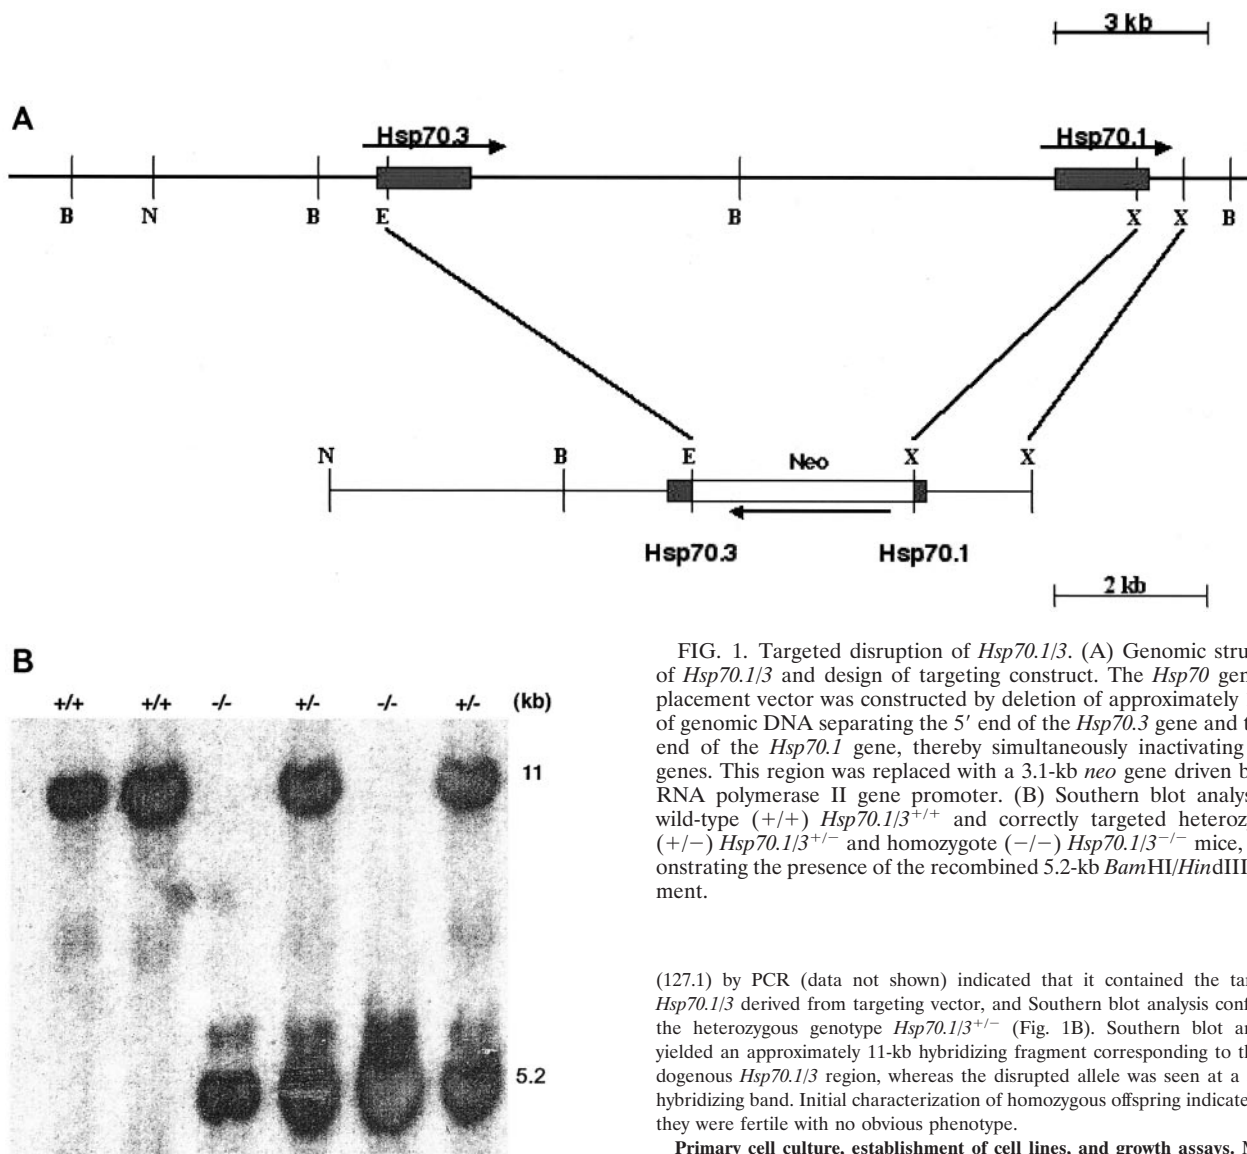 3 kb
A
Hsp70.3 Hsp70.1
B N B E B X X B
N B E Neo X X
Hsp70.3 Hsp70.1
2 kb
B
+/+ +/+ -/- +/- -/- +/- (kb)
11
5.2
FIG. 1. Targeted disruption of Hsp70.1/3. (A) Genomic stru
of Hsp70.1/3 and design of targeting construct. The Hsp70 gen
placement vector was constructed by deletion of approximately
of genomic DNA separating the 5′ end of the Hsp70.3 gene and t
end of the Hsp70.1 gene, thereby simultaneously inactivating
genes. This region was replaced with a 3.1-kb neo gene driven b
RNA polymerase II gene promoter. (B) Southern blot analys
wild-type (+/+) Hsp70.1/3+/+ and correctly targeted heterozy
(+/−) Hsp70.1/3+/− and homozygote (−/−) Hsp70.1/3−/− mice,
onstrating the presence of the recombined 5.2-kb BamHI/HindIII
ment.
(127.1) by PCR (data not shown) indicated that it contained the tar
Hsp70.1/3 derived from targeting vector, and Southern blot analysis conf
the heterozygous genotype Hsp70.1/3+/− (Fig. 1B). Southern blot an
yielded an approximately 11-kb hybridizing fragment corresponding to th
dogenous Hsp70.1/3 region, whereas the disrupted allele was seen at a
hybridizing band. Initial characterization of homozygous offspring indicate
they were fertile with no obvious phenotype.
Primary cell culture, establishment of cell lines, and growth assays. M